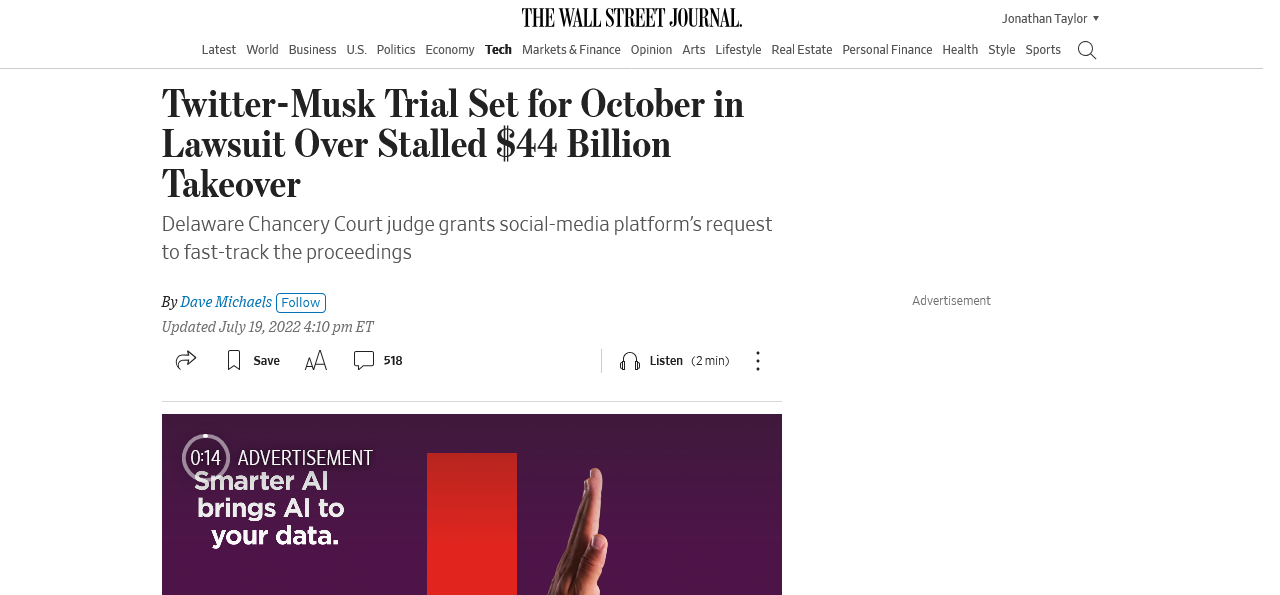 THE WALL STREET JOURNAL.
Jonathan Taylor
Latest World Business U.S. Politics Economy Tech Markets & Finance Opinion Arts Lifestyle Real Estate Personal Finance Health Style Sports
Twitter-Musk Trial Set for October in
Lawsuit Over Stalled $44 Billion
Takeover
Delaware Chancery Court judge grants social-media platform's request
to fast-track the proceedings
By Dave Michaels Follow
Advertisement
Updated July 19, 2022 4:10 pm ET
Save AA 518 Listen (2 min)
0:14 ADVERTISEMENT
Smarter AI
brings AI to
your data.